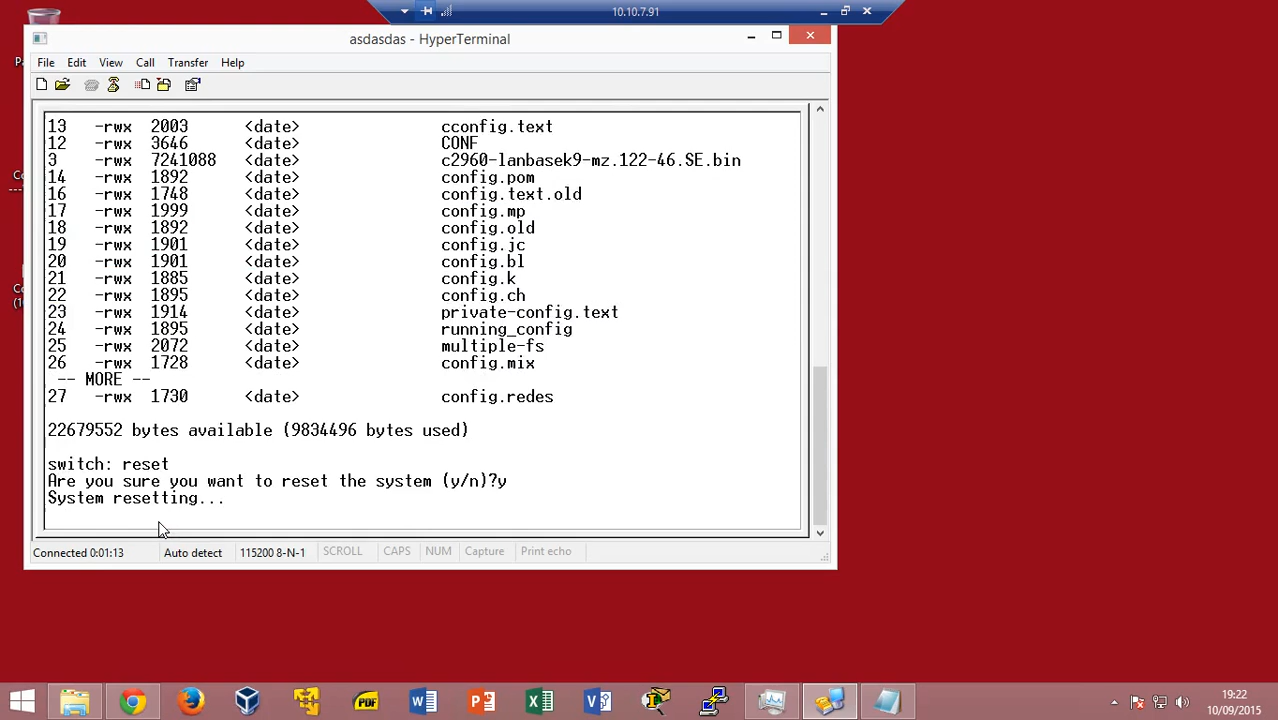 10.10.7.91
asdasdas - HyperTerminal
File Edit View Call Transfer Help
13 -rwx 2003 <date> cconfig.text
12 -rwx 3646 <date> CONF
3 -rwx 7241088 <date> c2960-lanbasek9-mz.122-46.SE.bin
14 -rwx 1892 <date> config.pom
16 -rwx 1748 <date> config.text.old
17 -rwx 1999 <date> config.mp
18 -rwx 1892 <date> config.old
19 -rwx 1901 <date> config.jc
20 -rwx 1901 <date> config.bl
21 -rwx 1885 <date> config.k
22 -rwx 1895 <date> config.ch
23 -rwx 1914 <date> private-config.text
24 -rwx 1895 <date> running_config
25 -rwx 2072 <date> multiple-fs
26 -rwx 1728 <date> config.mix
-- MORE --
27 -rwx 1730 <date> config.redes
22679552 bytes available (9834496 bytes used)
switch: reset
Are you sure you want to reset the system (y/n)?y
System resetting...
Connected 0:01:13 Auto detect 115200 8-N-1 SCROLL CAPS NUM Capture Print echo
PDF
19:22
10/09/2015